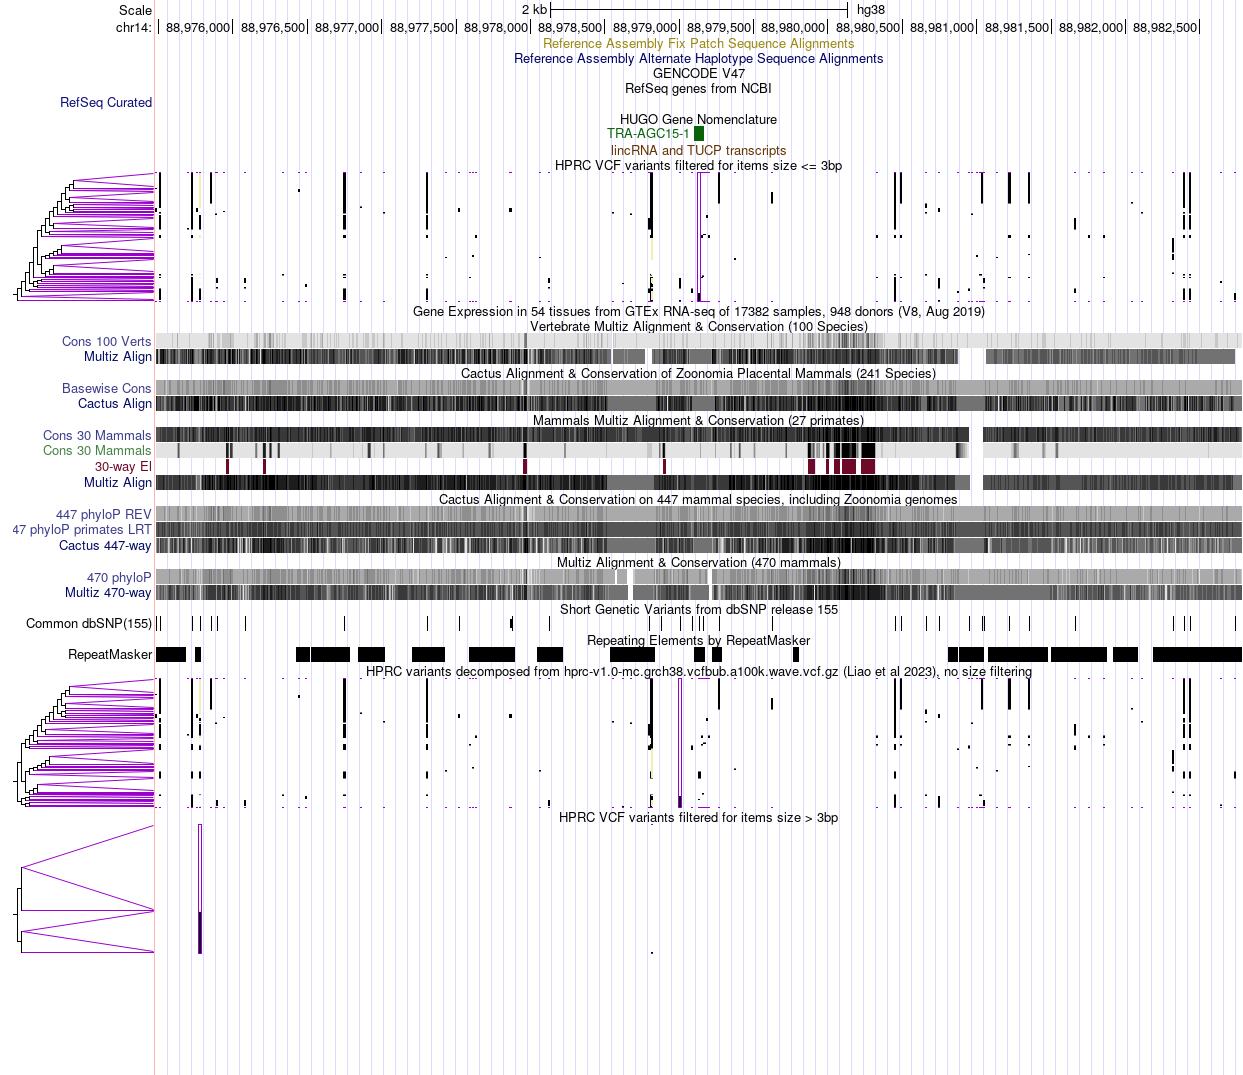 Scale 2 kb hg38
chr14: 88,976,000 88,976,500 88,977,000 88,977,500 88,978,000 88,978,500 88,979,000 88,979,500 88,980,000 88,980,500 88,981,000 88,981,500 88,982,000 88,982,500
Reference Assembly Fix Patch Sequence Alignments
Reference Assembly Alternate Haplotype Sequence Alignments
GENCODE V47
RefSeq genes from NCBI
RefSeq Curated
HUGO Gene Nomenclature
TRA-AGC15-1
lincRNA and TUCP transcripts
HPRC VCF variants filtered for items size <= 3bp
Gene Expression in 54 tissues from GTEx RNA-seq of 17382 samples, 948 donors (V8, Aug 2019)
Vertebrate Multiz Alignment & Conservation (100 Species)
Cons 100 Verts
Multiz Align
Cactus Alignment & Conservation of Zoonomia Placental Mammals (241 Species)
Basewise Cons
Cactus Align
Mammals Multiz Alignment & Conservation (27 primates)
Cons 30 Mammals
Cons 30 Mammals
30-way El
Multiz Align
Cactus Alignment & Conservation on 447 mammal species, including Zoonomia genomes
447 phyloP REV
47 phyloP primates LRT
Cactus 447-way
Multiz Alignment & Conservation (470 mammals)
470 phyloP
Multiz 470-way
Short Genetic Variants from dbSNP release 155
Common dbSNP(155)
Repeating Elements by RepeatMasker
RepeatMasker
HPRC variants decomposed from hprc-v1.0-mc.grch38.vcfbub.a100k.wave.vcf.gz (Liao et al 2023), no size filtering
HPRC VCF variants filtered for items size > 3bp